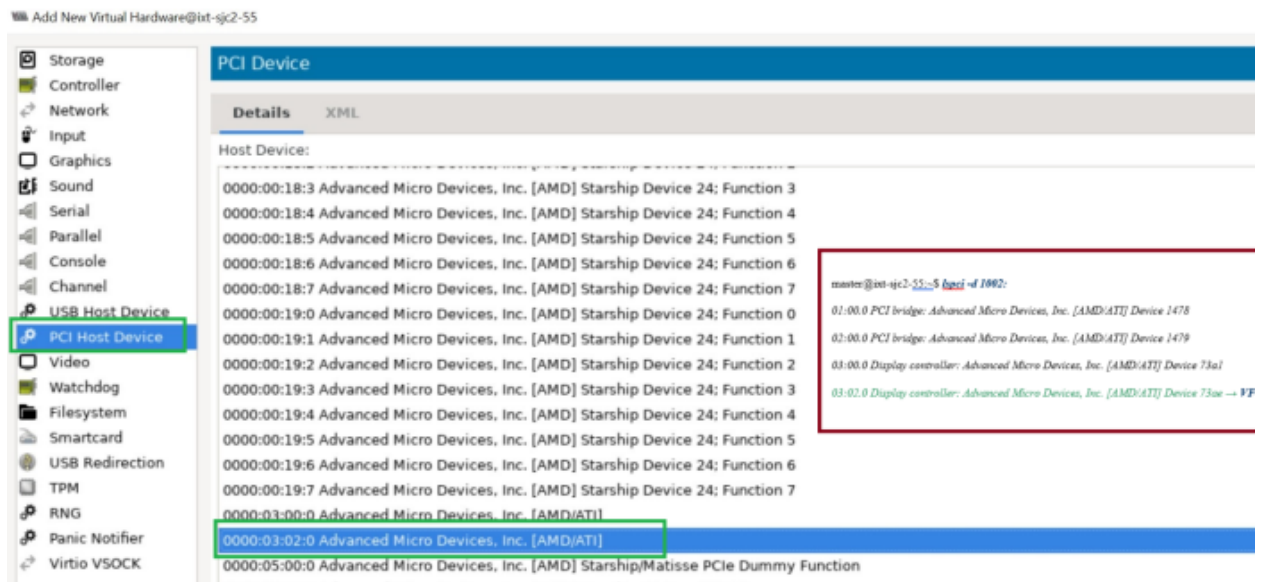 Add New Virtual Hardware@ixt-sjc2-55
Storage
Controller
Network
Input
Graphics
Sound
Serial
Parallel
Console
Channel
USB Host Device
PCI Host Device
Video
Watchdog
Filesystem
Smartcard
USB Redirection
TPM
RNG
Panic Notifier
Virtio VSOCK
PCI Device
Details XML
Host Device:
0000:00:18:3 Advanced Micro Devices, Inc. [AMD] Starship Device 24; Function 3
0000:00:18:4 Advanced Micro Devices, Inc. [AMD] Starship Device 24; Function 4
0000:00:18:5 Advanced Micro Devices, Inc. [AMD] Starship Device 24; Function 5
0000:00:18:6 Advanced Micro Devices, Inc. [AMD] Starship Device 24; Function 6
0000:00:18:7 Advanced Micro Devices, Inc. [AMD] Starship Device 24; Function 7
0000:00:19:0 Advanced Micro Devices, Inc. [AMD] Starship Device 24; Function 0
0000:00:19:1 Advanced Micro Devices, Inc. [AMD] Starship Device 24; Function 1
0000:00:19:2 Advanced Micro Devices, Inc. [AMD] Starship Device 24; Function 2
0000:00:19:3 Advanced Micro Devices, Inc. [AMD] Starship Device 24; Function 3
0000:00:19:4 Advanced Micro Devices, Inc. [AMD] Starship Device 24; Function 4
0000:00:19:5 Advanced Micro Devices, Inc. [AMD] Starship Device 24; Function 5
0000:00:19:6 Advanced Micro Devices, Inc. [AMD] Starship Device 24; Function 6
0000:00:19:7 Advanced Micro Devices, Inc. [AMD] Starship Device 24; Function 7
0000:03:00:0 Advanced Micro Devices, Inc. [AMD/ATI]
0000:03:02:0 Advanced Micro Devices, Inc. [AMD/ATI]
0000:05:00:0 Advanced Micro Devices, Inc. [AMD] Starship/Matisse PCIe Dummy Function
master@ixt-sjc2-55:~$ lspci -d 1002:
01:00.0 PCI bridge: Advanced Micro Devices, Inc. [AMD/ATI] Device 1478
02:00.0 PCI bridge: Advanced Micro Devices, Inc. [AMD/ATI] Device 1479
03:00.0 Display controller: Advanced Micro Devices, Inc. [AMD/ATI] Device 73a1
03:02.0 Display controller: Advanced Micro Devices, Inc. [AMD/ATI] Device 73ae → VF